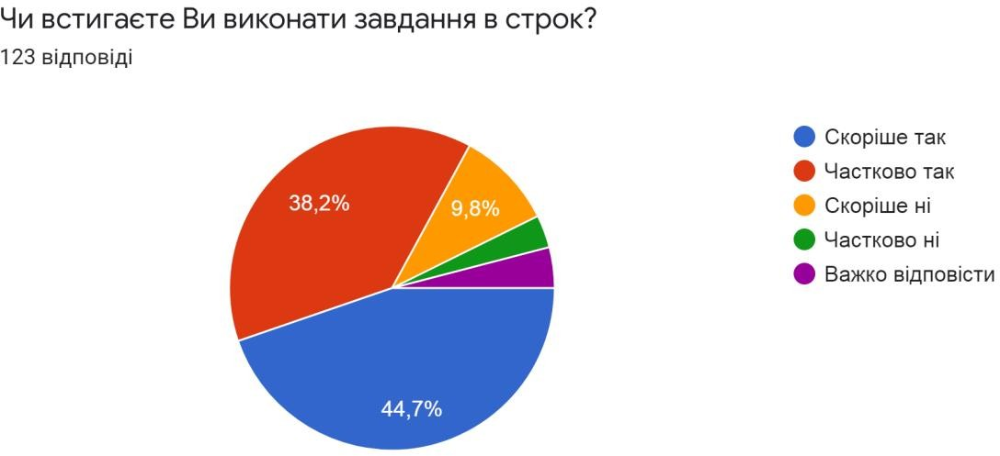 Чи встигаєте Ви виконати завдання в строк?
123 відповіді
38,2%
9,8%
44,7%
Скоріше так
Частково так
Скоріше ні
Частково ні
Важко відповісти